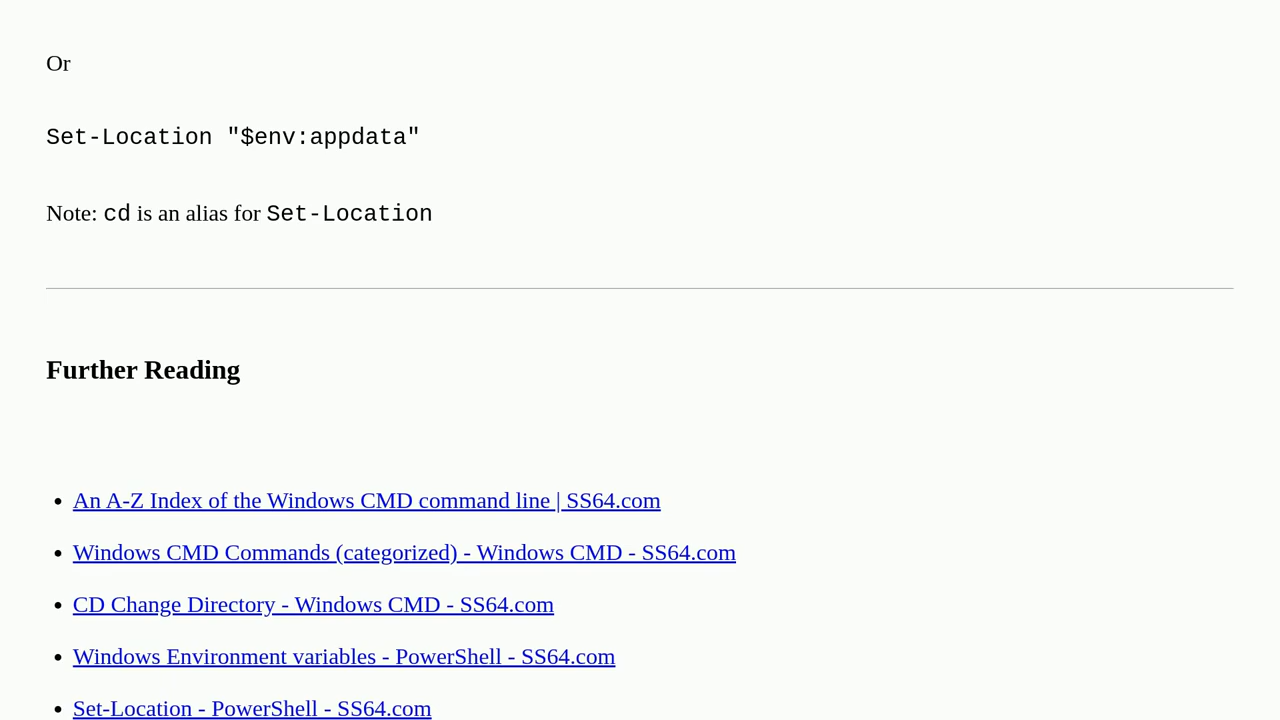 Or
Set-Location "$env:appdata"
Note: cd is an alias for Set-Location
Further Reading
• An A-Z Index of the Windows CMD command line | SS64.com
• Windows CMD Commands (categorized) - Windows CMD - SS64.com
• CD Change Directory - Windows CMD - SS64.com
• Windows Environment variables - PowerShell - SS64.com
• Set-Location - PowerShell - SS64.com